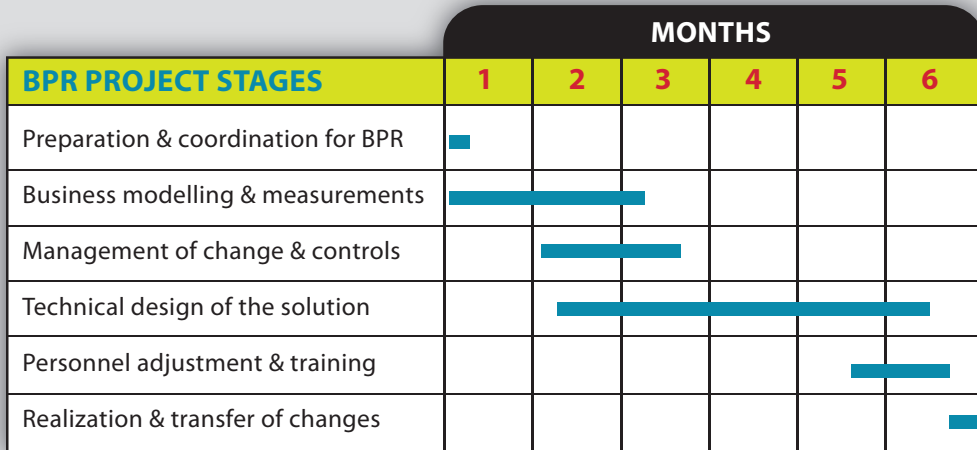 MONTHS
BPR PROJECT STAGES 1 2 3 4 5 6
Preparation & coordination for BPR
Business modelling & measurements
Management of change & controls
Technical design of the solution
Personnel adjustment & training
Realization & transfer of changes